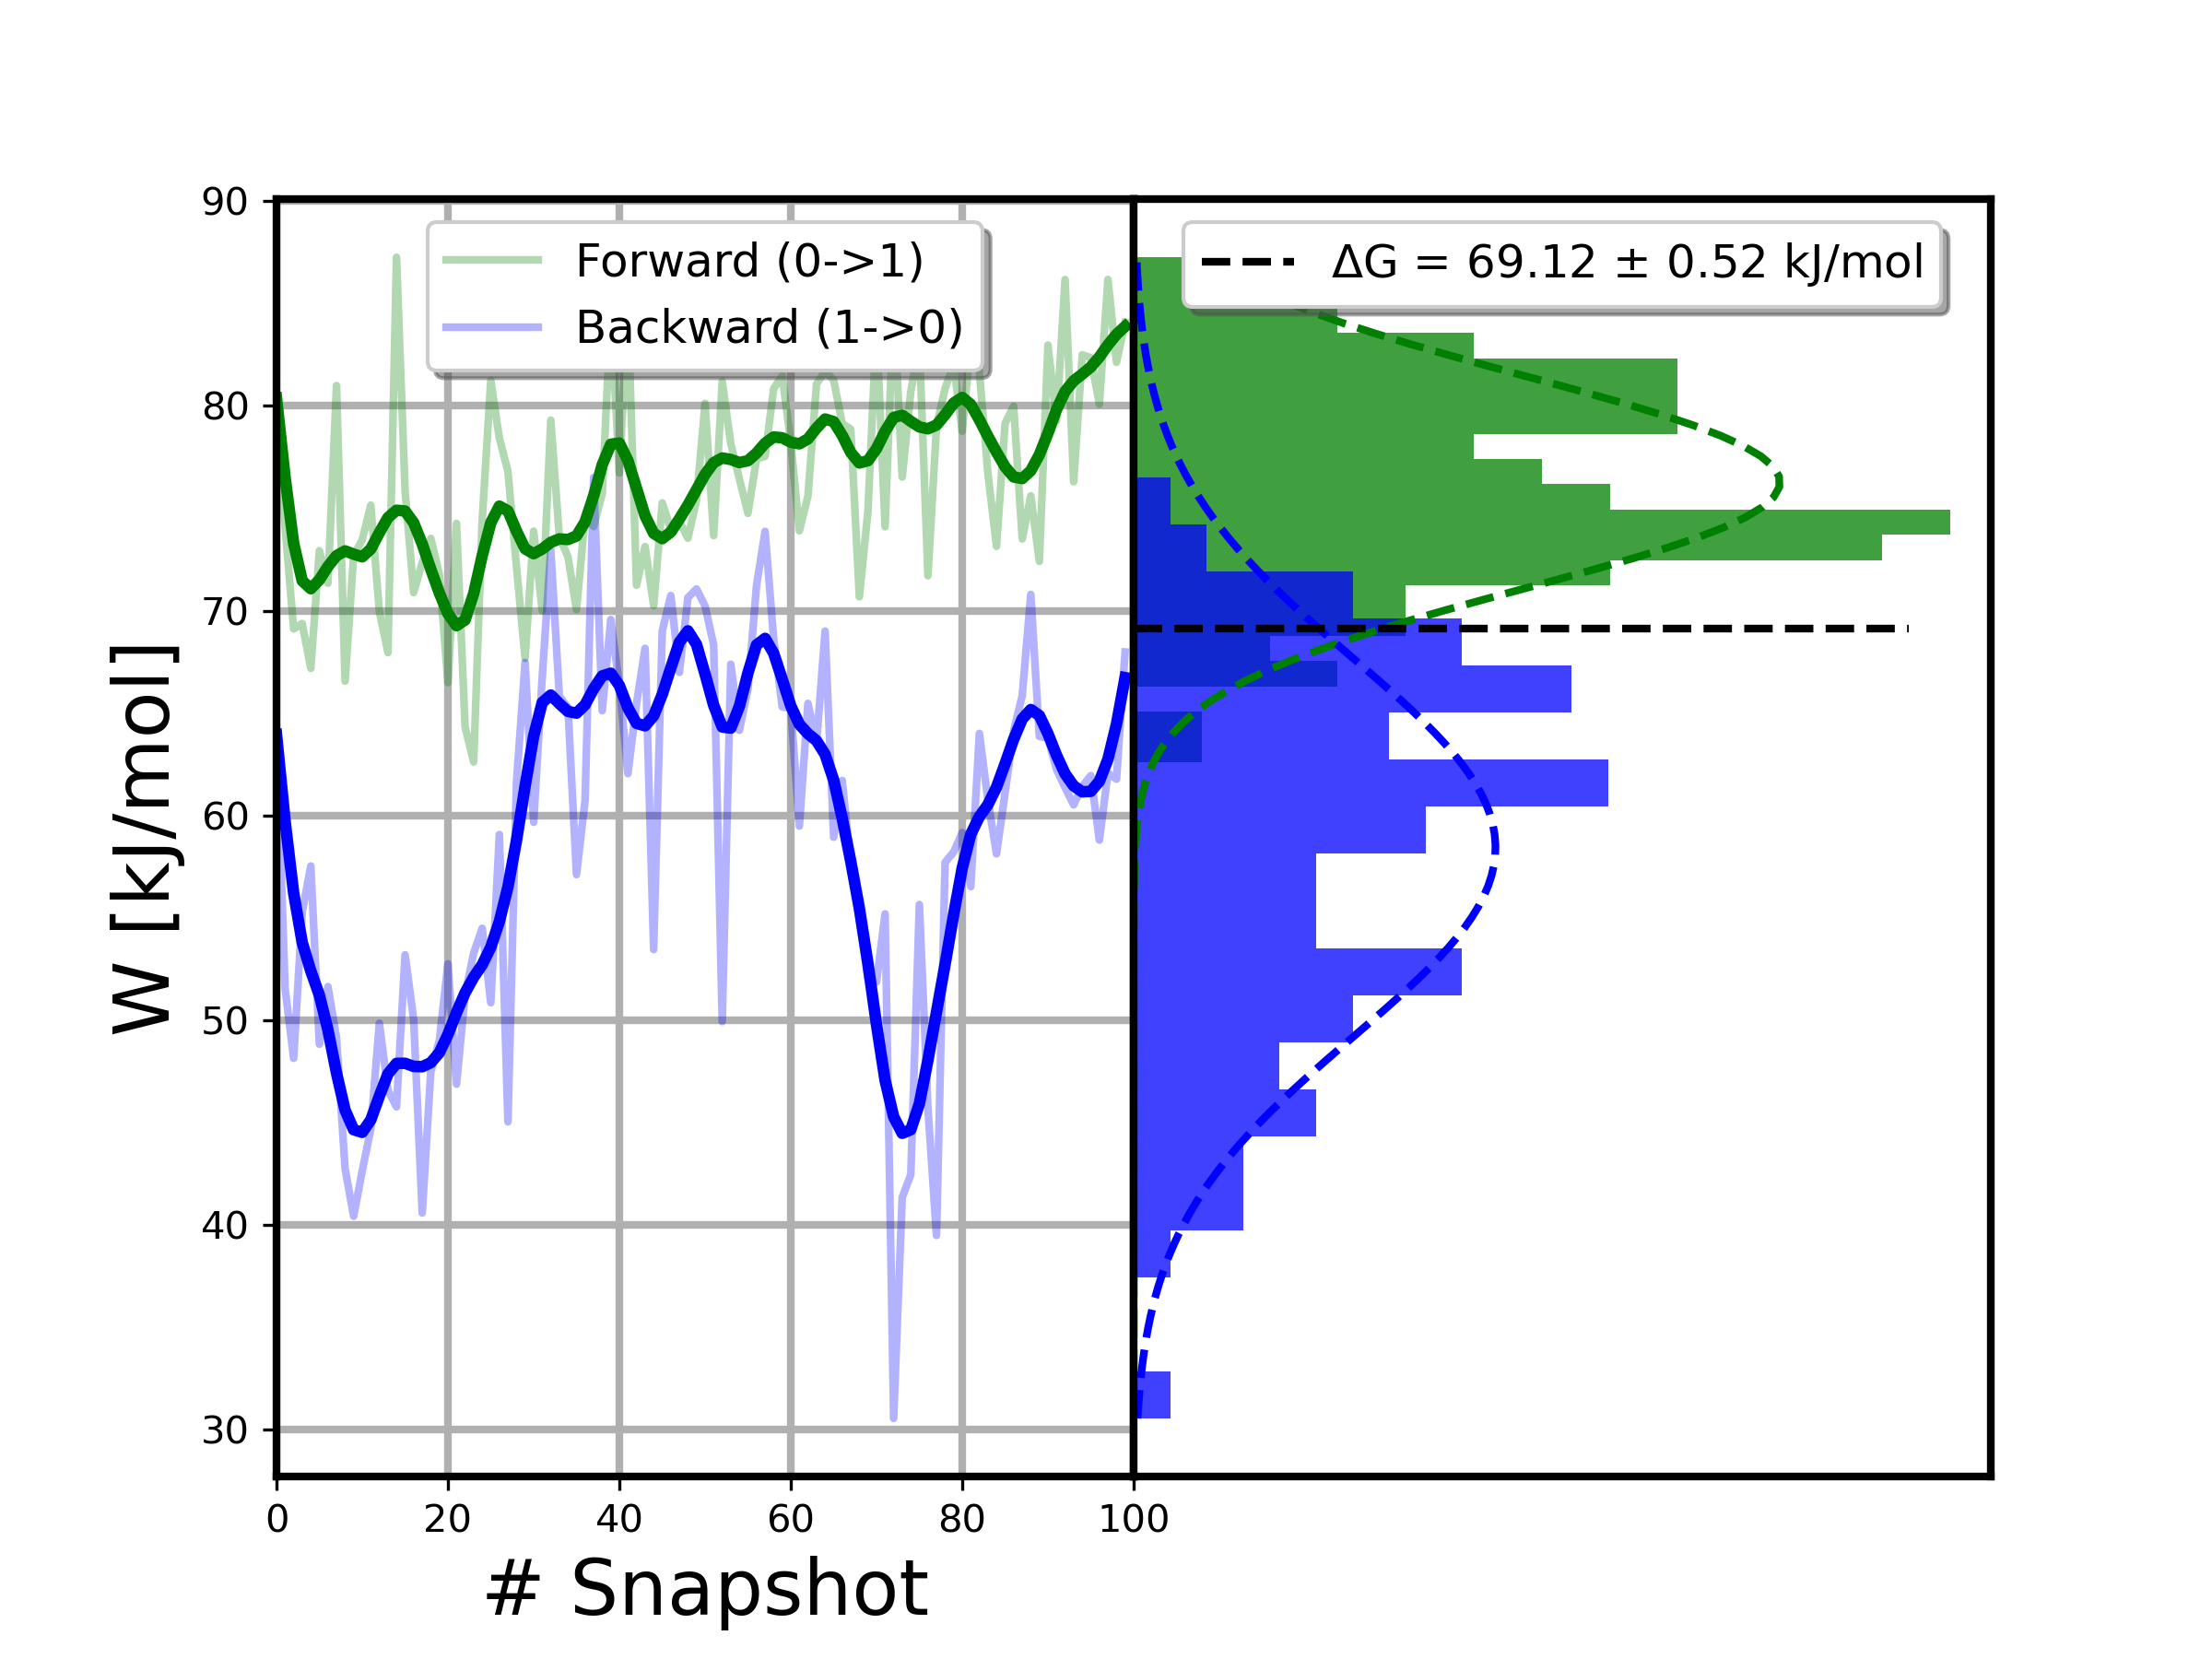 Forward (0->1)
Backward (1->0)
ΔG = 69.12 ± 0.52 kJ/mol
W [kJ/mol]
90
80
70
60
50
40
30
0 20 40 60 80 100
# Snapshot